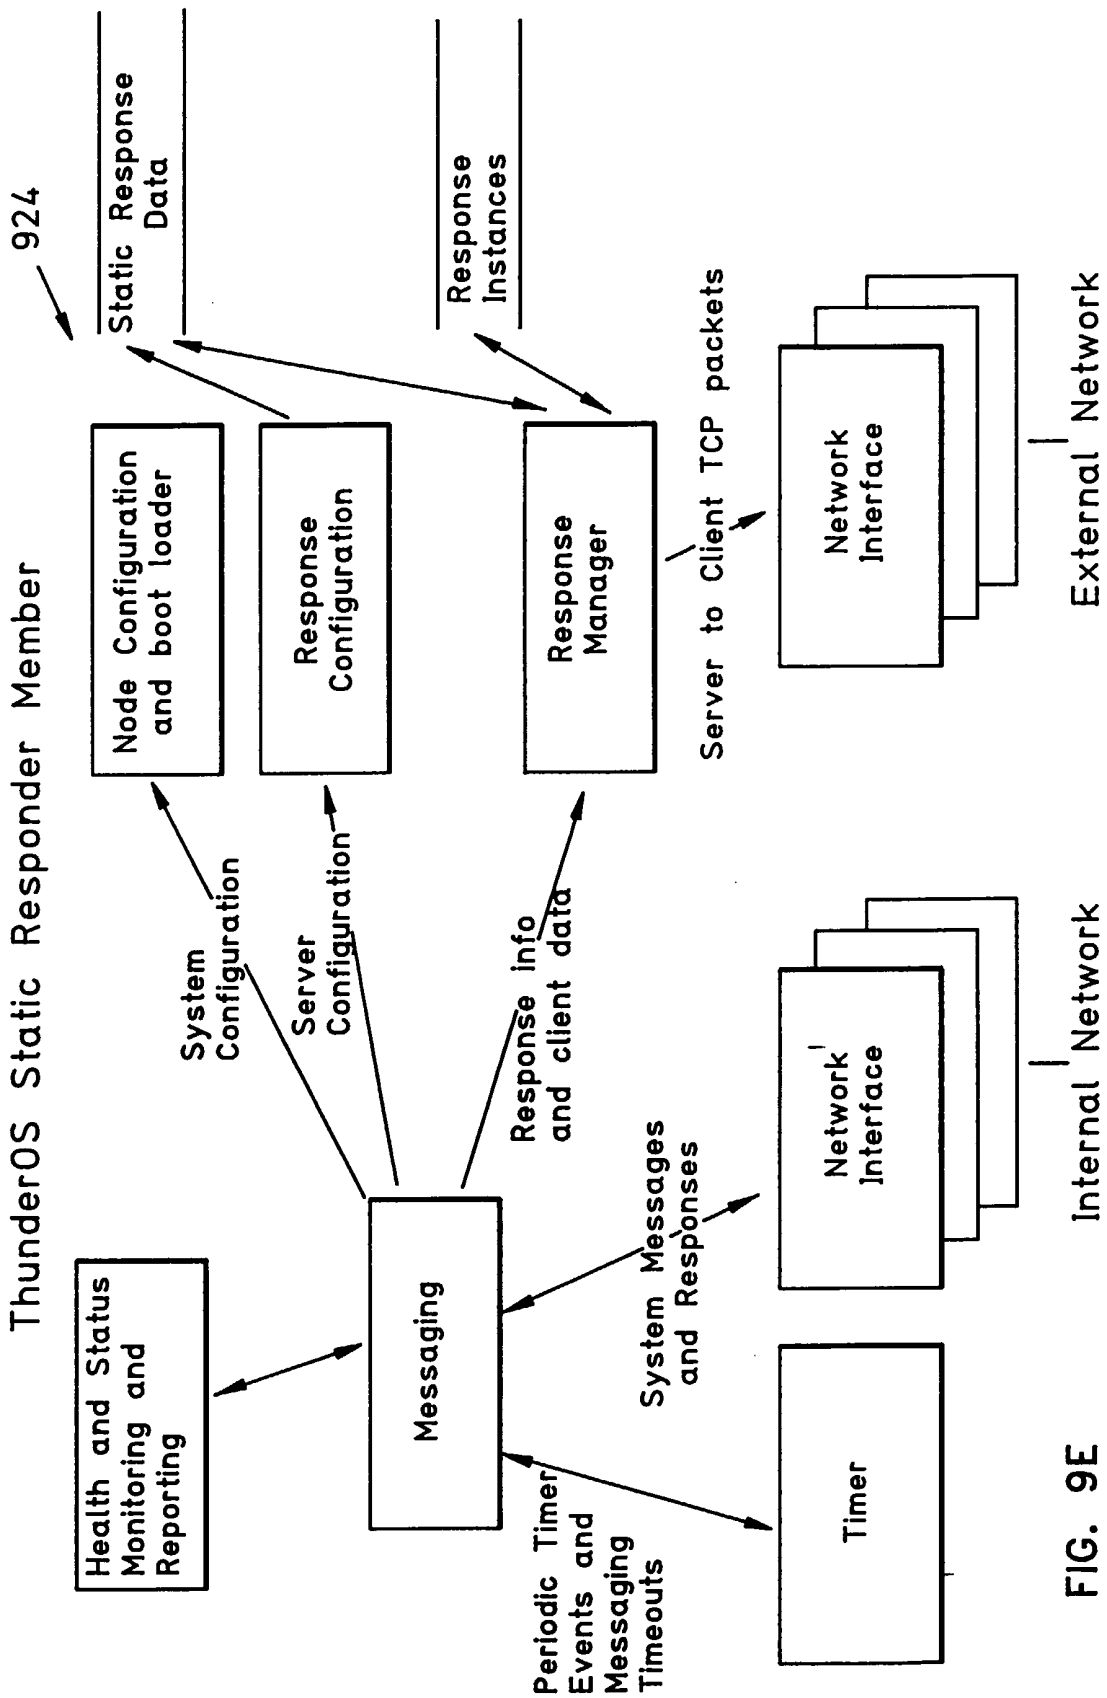 ThunderOS Static Responder Member
924
Health and Status
Monitoring and
Reporting
System
Configuration
Node Configuration
and boot loader
Static Response
Data
Server
Configuration
Response
Configuration
Messaging
Response info
and client data
Response
Manager
Response
Instances
Periodic Timer
Events and
Messaging
Timeouts
System Messages
and Responses
Server to Client TCP packets
Timer
Network
Interface
Network
Interface
Internal Network
External Network
FIG. 9E